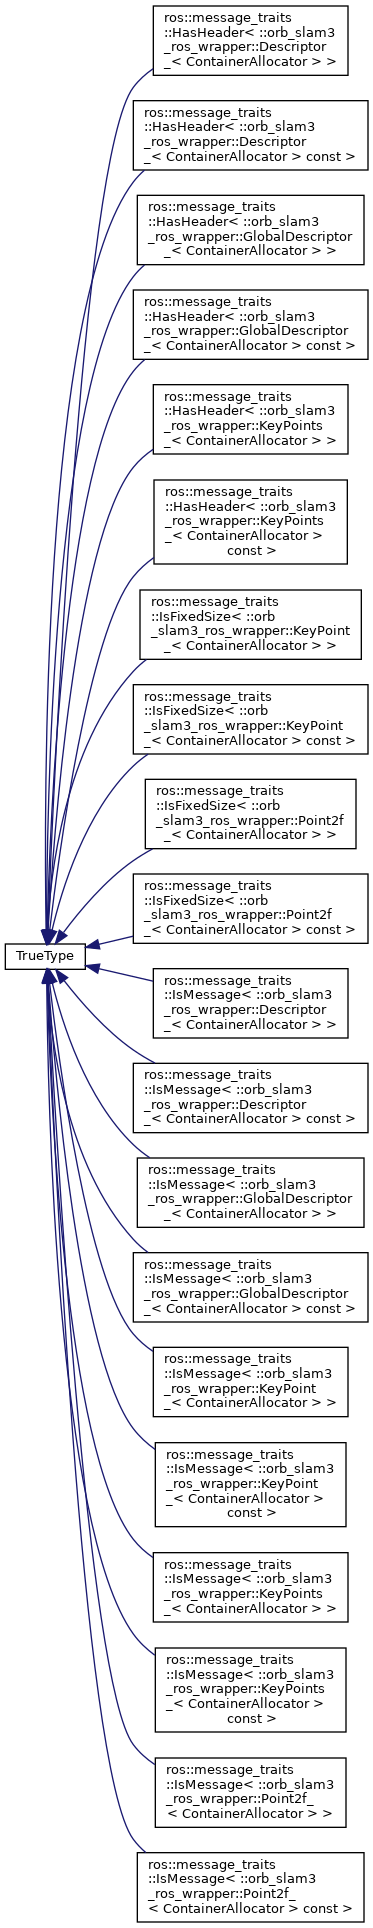 ros::message_traits
::HasHeader< ::orb_slam3
_ros_wrapper::Descriptor
_< ContainerAllocator > >
ros::message_traits
::HasHeader< ::orb_slam3
_ros_wrapper::Descriptor
_< ContainerAllocator > const >
ros::message_traits
::HasHeader< ::orb_slam3
_ros_wrapper::GlobalDescriptor
_< ContainerAllocator > >
ros::message_traits
::HasHeader< ::orb_slam3
_ros_wrapper::GlobalDescriptor
_< ContainerAllocator > const >
ros::message_traits
::HasHeader< ::orb_slam3
_ros_wrapper::KeyPoints
_< ContainerAllocator > >
ros::message_traits
::HasHeader< ::orb_slam3
_ros_wrapper::KeyPoints
_< ContainerAllocator >
const >
ros::message_traits
::IsFixedSize< ::orb
_slam3_ros_wrapper::KeyPoint
_< ContainerAllocator > >
ros::message_traits
::IsFixedSize< ::orb
_slam3_ros_wrapper::KeyPoint
_< ContainerAllocator > const >
ros::message_traits
::IsFixedSize< ::orb
_slam3_ros_wrapper::Point2f
_< ContainerAllocator > >
ros::message_traits
::IsFixedSize< ::orb
_slam3_ros_wrapper::Point2f
_< ContainerAllocator > const >
TrueType
ros::message_traits
::IsMessage< ::orb_slam3
_ros_wrapper::Descriptor
_< ContainerAllocator > >
ros::message_traits
::IsMessage< ::orb_slam3
_ros_wrapper::Descriptor
_< ContainerAllocator > const >
ros::message_traits
::IsMessage< ::orb_slam3
_ros_wrapper::GlobalDescriptor
_< ContainerAllocator > >
ros::message_traits
::IsMessage< ::orb_slam3
_ros_wrapper::GlobalDescriptor
_< ContainerAllocator > const >
ros::message_traits
::IsMessage< ::orb_slam3
_ros_wrapper::KeyPoint
_< ContainerAllocator > >
ros::message_traits
::IsMessage< ::orb_slam3
_ros_wrapper::KeyPoint
_< ContainerAllocator >
const >
ros::message_traits
::IsMessage< ::orb_slam3
_ros_wrapper::KeyPoints
_< ContainerAllocator > >
ros::message_traits
::IsMessage< ::orb_slam3
_ros_wrapper::KeyPoints
_< ContainerAllocator >
const >
ros::message_traits
::IsMessage< ::orb_slam3
_ros_wrapper::Point2f_
< ContainerAllocator > >
ros::message_traits
::IsMessage< ::orb_slam3
_ros_wrapper::Point2f_
< ContainerAllocator > const >